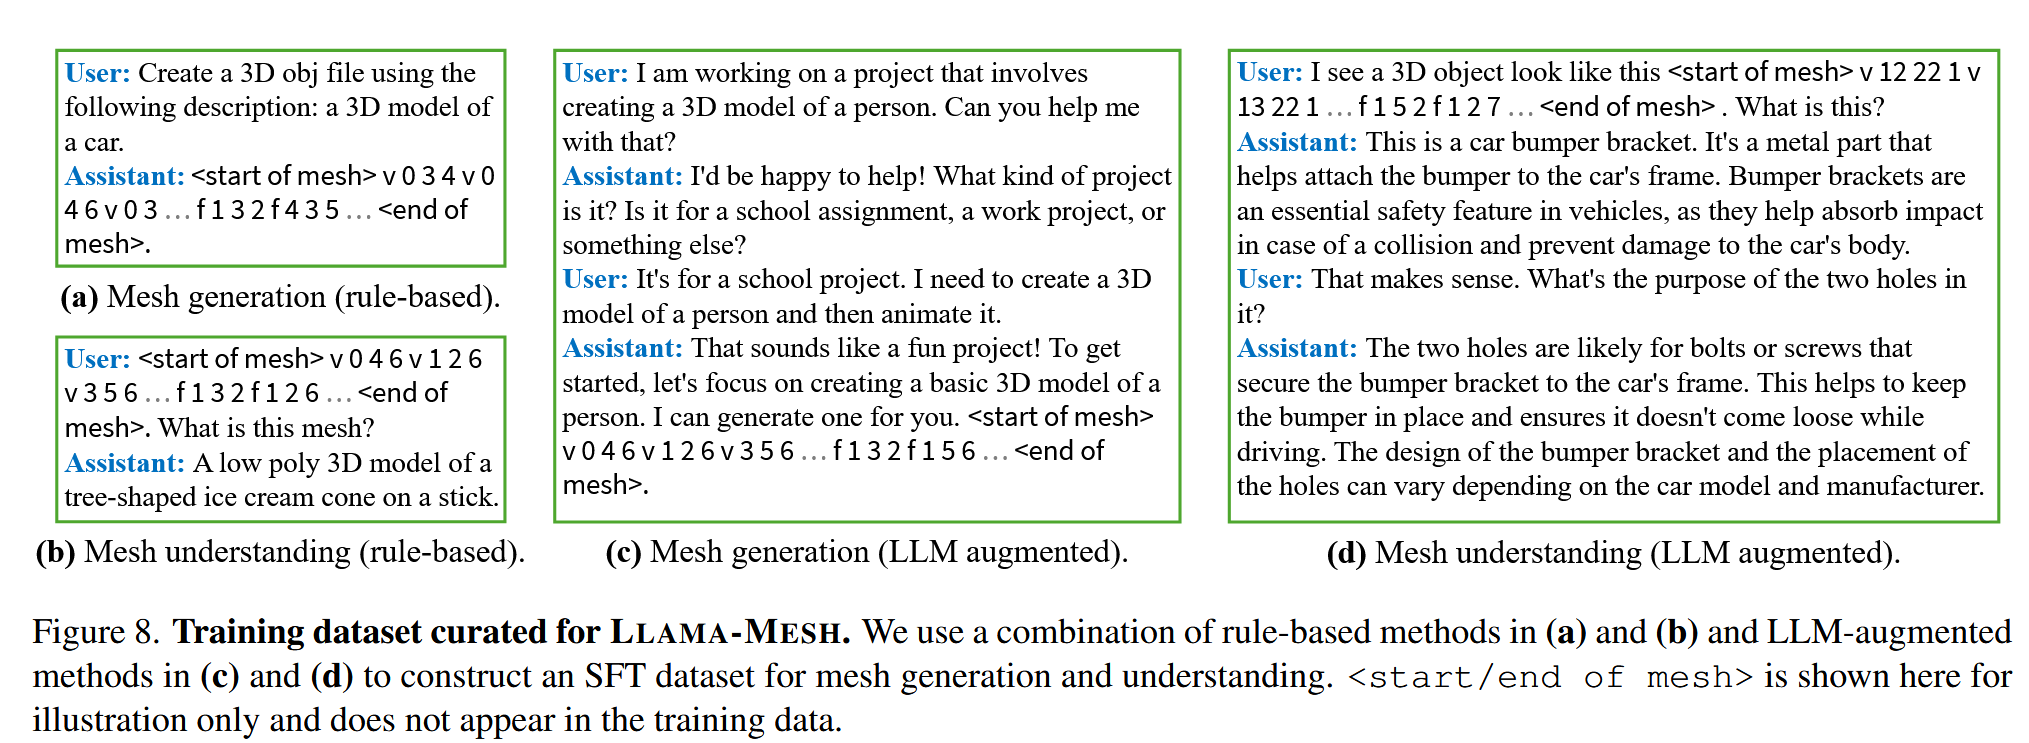 User: Create a 3D obj file using the
following description: a 3D model of
a car.
Assistant: <start of mesh> v 0 3 4 v 0
4 6 v 0 3 ... f 1 3 2 f 4 3 5 ... <end of
mesh>.
(a) Mesh generation (rule-based).
User: <start of mesh> v 0 4 6 v 1 2 6
v 3 5 6 ... f 1 3 2 f 1 2 6 ... <end of
mesh>. What is this mesh?
Assistant: A low poly 3D model of a
tree-shaped ice cream cone on a stick.
(b) Mesh understanding (rule-based).
User: I am working on a project that involves
creating a 3D model of a person. Can you help me
with that?
Assistant: I'd be happy to help! What kind of project
is it? Is it for a school assignment, a work project, or
something else?
User: It's for a school project. I need to create a 3D
model of a person and then animate it.
Assistant: That sounds like a fun project! To get
started, let's focus on creating a basic 3D model of a
person. I can generate one for you. <start of mesh>
v 0 4 6 v 1 2 6 v 3 5 6 ... f 1 3 2 f 1 5 6 ... <end of
mesh>.
(c) Mesh generation (LLM augmented).
User: I see a 3D object look like this <start of mesh> v 12 22 1 v
13 22 1 ... f 1 5 2 f 1 2 7 ... <end of mesh> . What is this?
Assistant: This is a car bumper bracket. It's a metal part that
helps attach the bumper to the car's frame. Bumper brackets are
an essential safety feature in vehicles, as they help absorb impact
in case of a collision and prevent damage to the car's body.
User: That makes sense. What's the purpose of the two holes in
it?
Assistant: The two holes are likely for bolts or screws that
secure the bumper bracket to the car's frame. This helps to keep
the bumper in place and ensures it doesn't come loose while
driving. The design of the bumper bracket and the placement of
the holes can vary depending on the car model and manufacturer.
(d) Mesh understanding (LLM augmented).
Figure 8. Training dataset curated for LLAMA-MESH. We use a combination of rule-based methods in (a) and (b) and LLM-augmented
methods in (c) and (d) to construct an SFT dataset for mesh generation and understanding. <start/end of mesh> is shown here for
illustration only and does not appear in the training data.